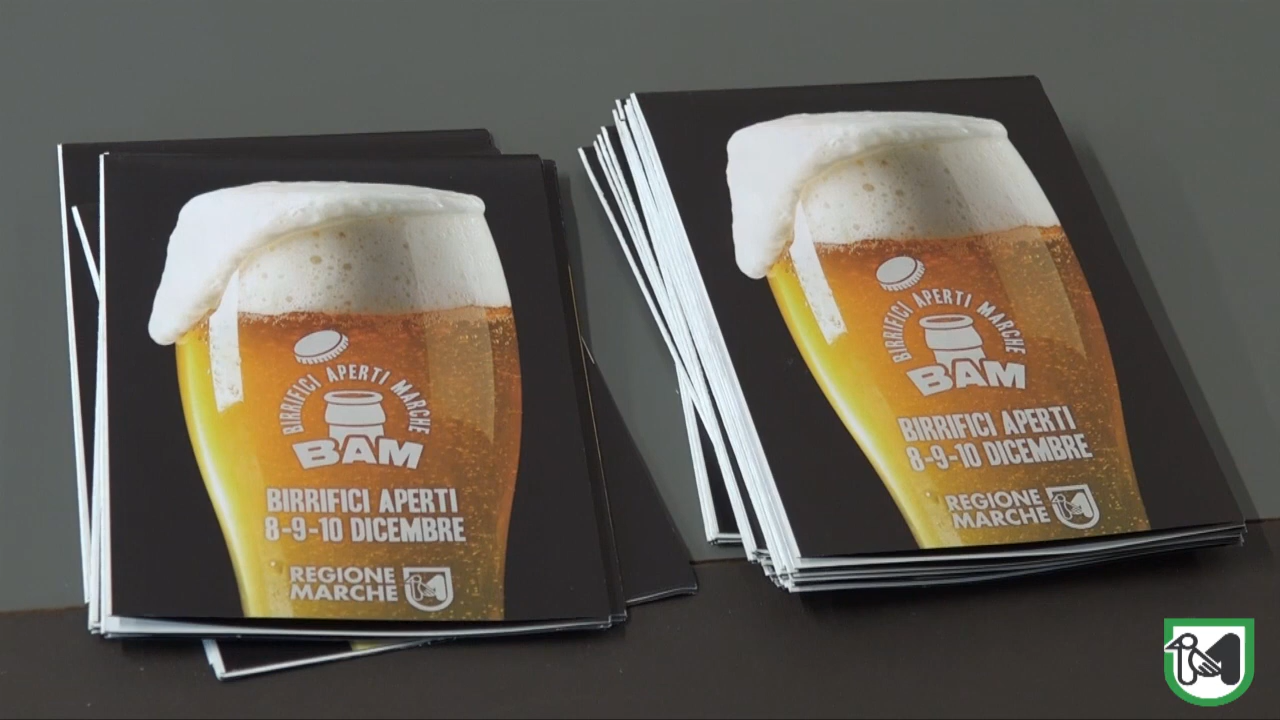 BIRRIFICI APERTI MARCHE
BAM
BIRRIFICI APERTI
8-9-10 DICEMBRE
REGIONE
MARCHE
BIRRIFICI APERTI MARCHE
BAM
BIRRIFICI APERTI
8-9-10 DICEMBRE
REGIONE
MARCHE